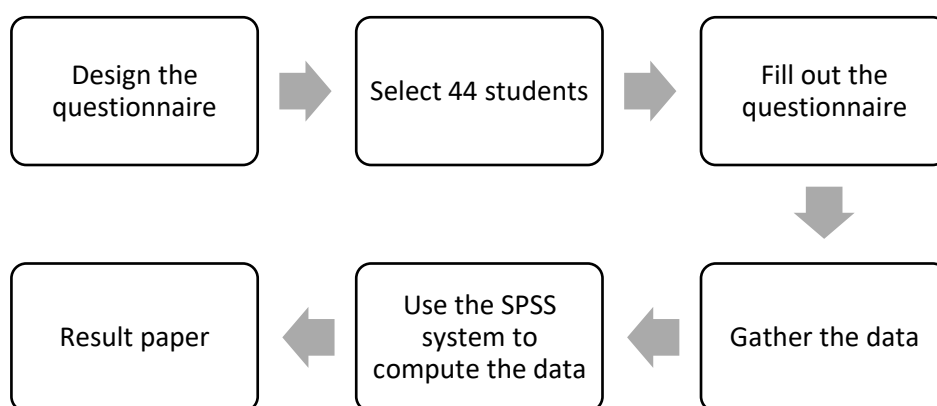 Design the
questionnaire
Select 44 students
Fill out the
questionnaire
Gather the data
Use the SPSS
system to
compute the data
Result paper